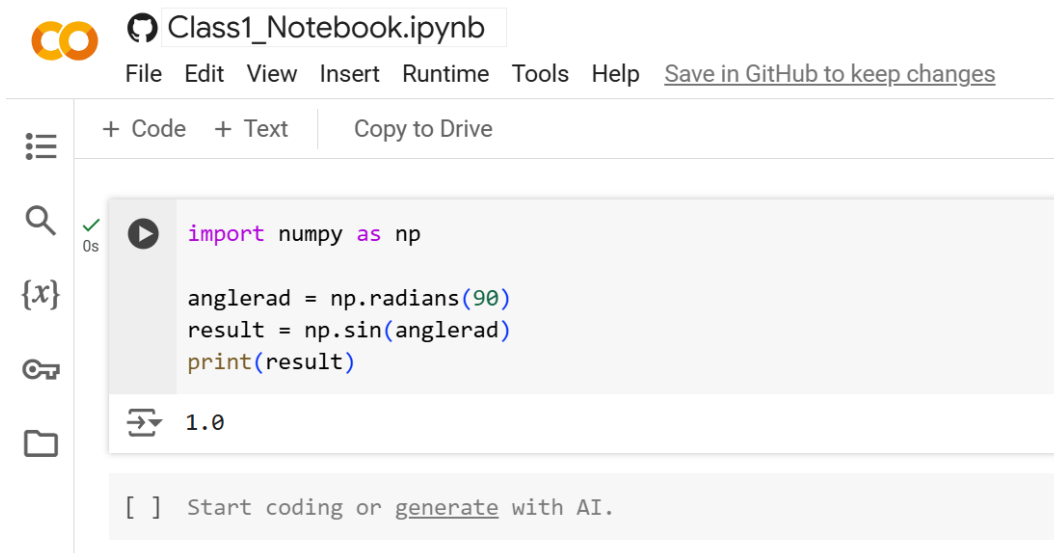 Class1_Notebook.ipynb
File Edit View Insert Runtime Tools Help Save in GitHub to keep changes
+ Code + Text Copy to Drive
{x}
0s
import numpy as np
anglerad = np.radians(90)
result = np.sin(anglerad)
print(result)
1.0
[ ] Start coding or generate with AI.